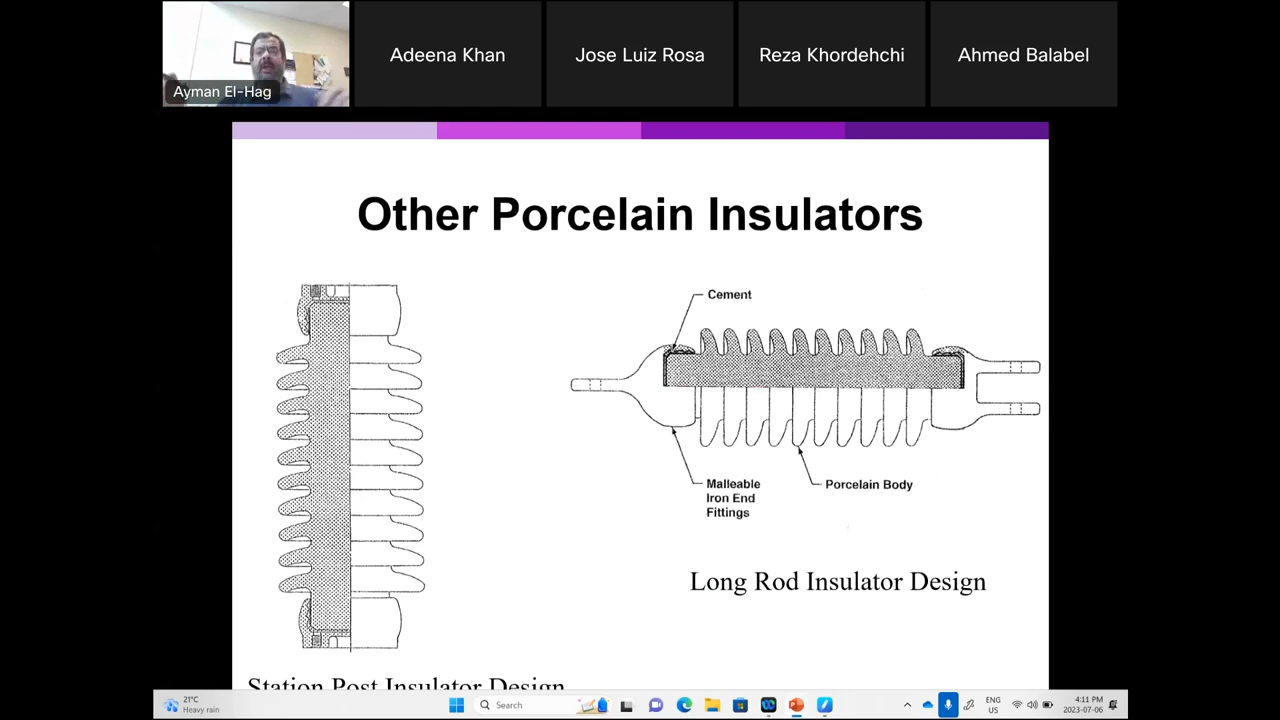 Adeena Khan
Jose Luiz Rosa
Reza Khordehchi
Ahmed Balabel
Ayman El-Hag
Other Porcelain Insulators
Cement
Malleable
Iron End
Fittings
Porcelain Body
Long Rod Insulator Design
Station Post Insulator Design
21°C
Heavy rain
Search
ENG
US
4:11 PM
2023-07-06